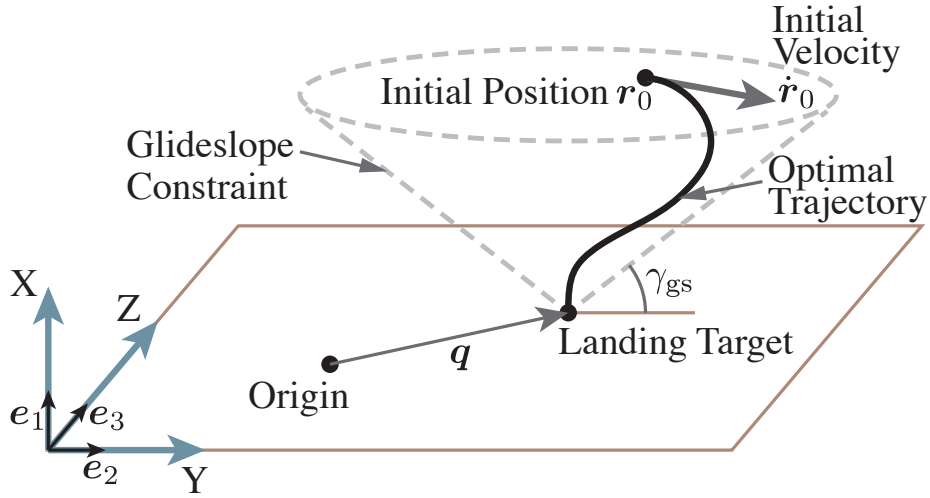 Initial
Velocity
Initial Position r₀
ṙ₀
Glideslope
Constraint
Optimal
Trajectory
X
Z
γgs
Landing Target
q
Origin
e₁
e₃
e₂
Y